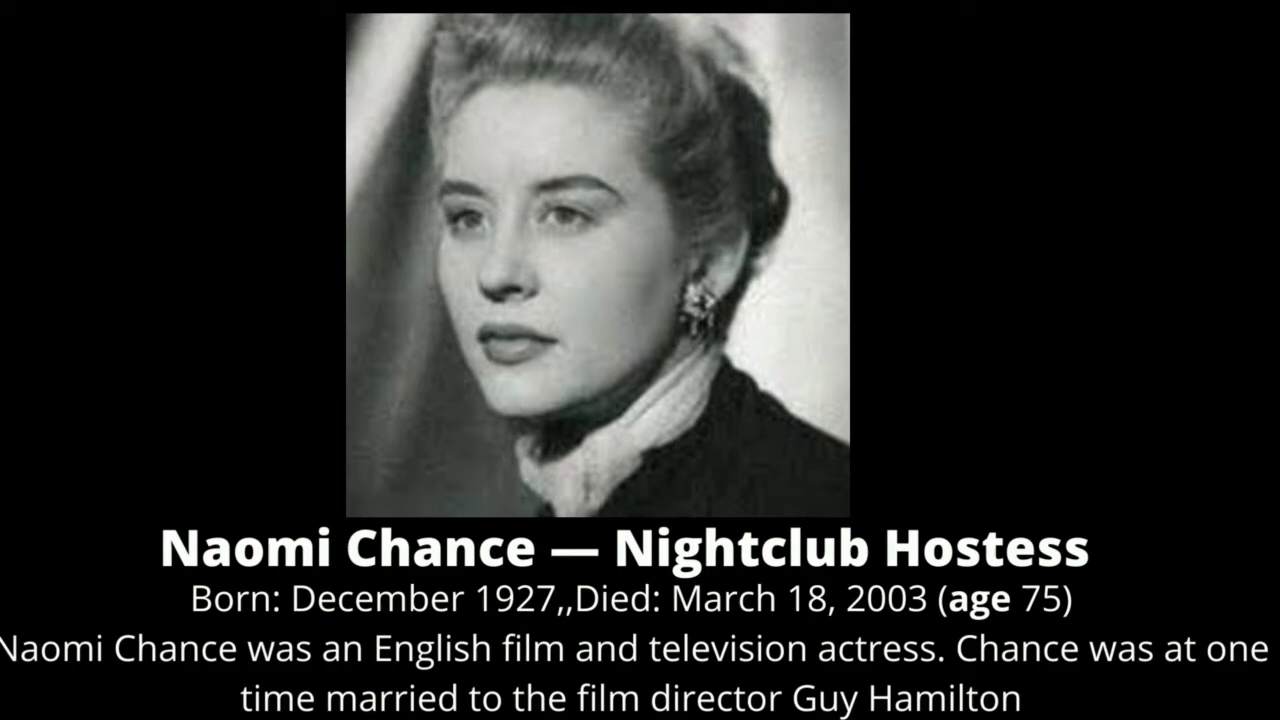 Naomi Chance — Nightclub Hostess
Born: December 1927,,Died: March 18, 2003 (age 75)
Naomi Chance was an English film and television actress. Chance was at one
time married to the film director Guy Hamilton